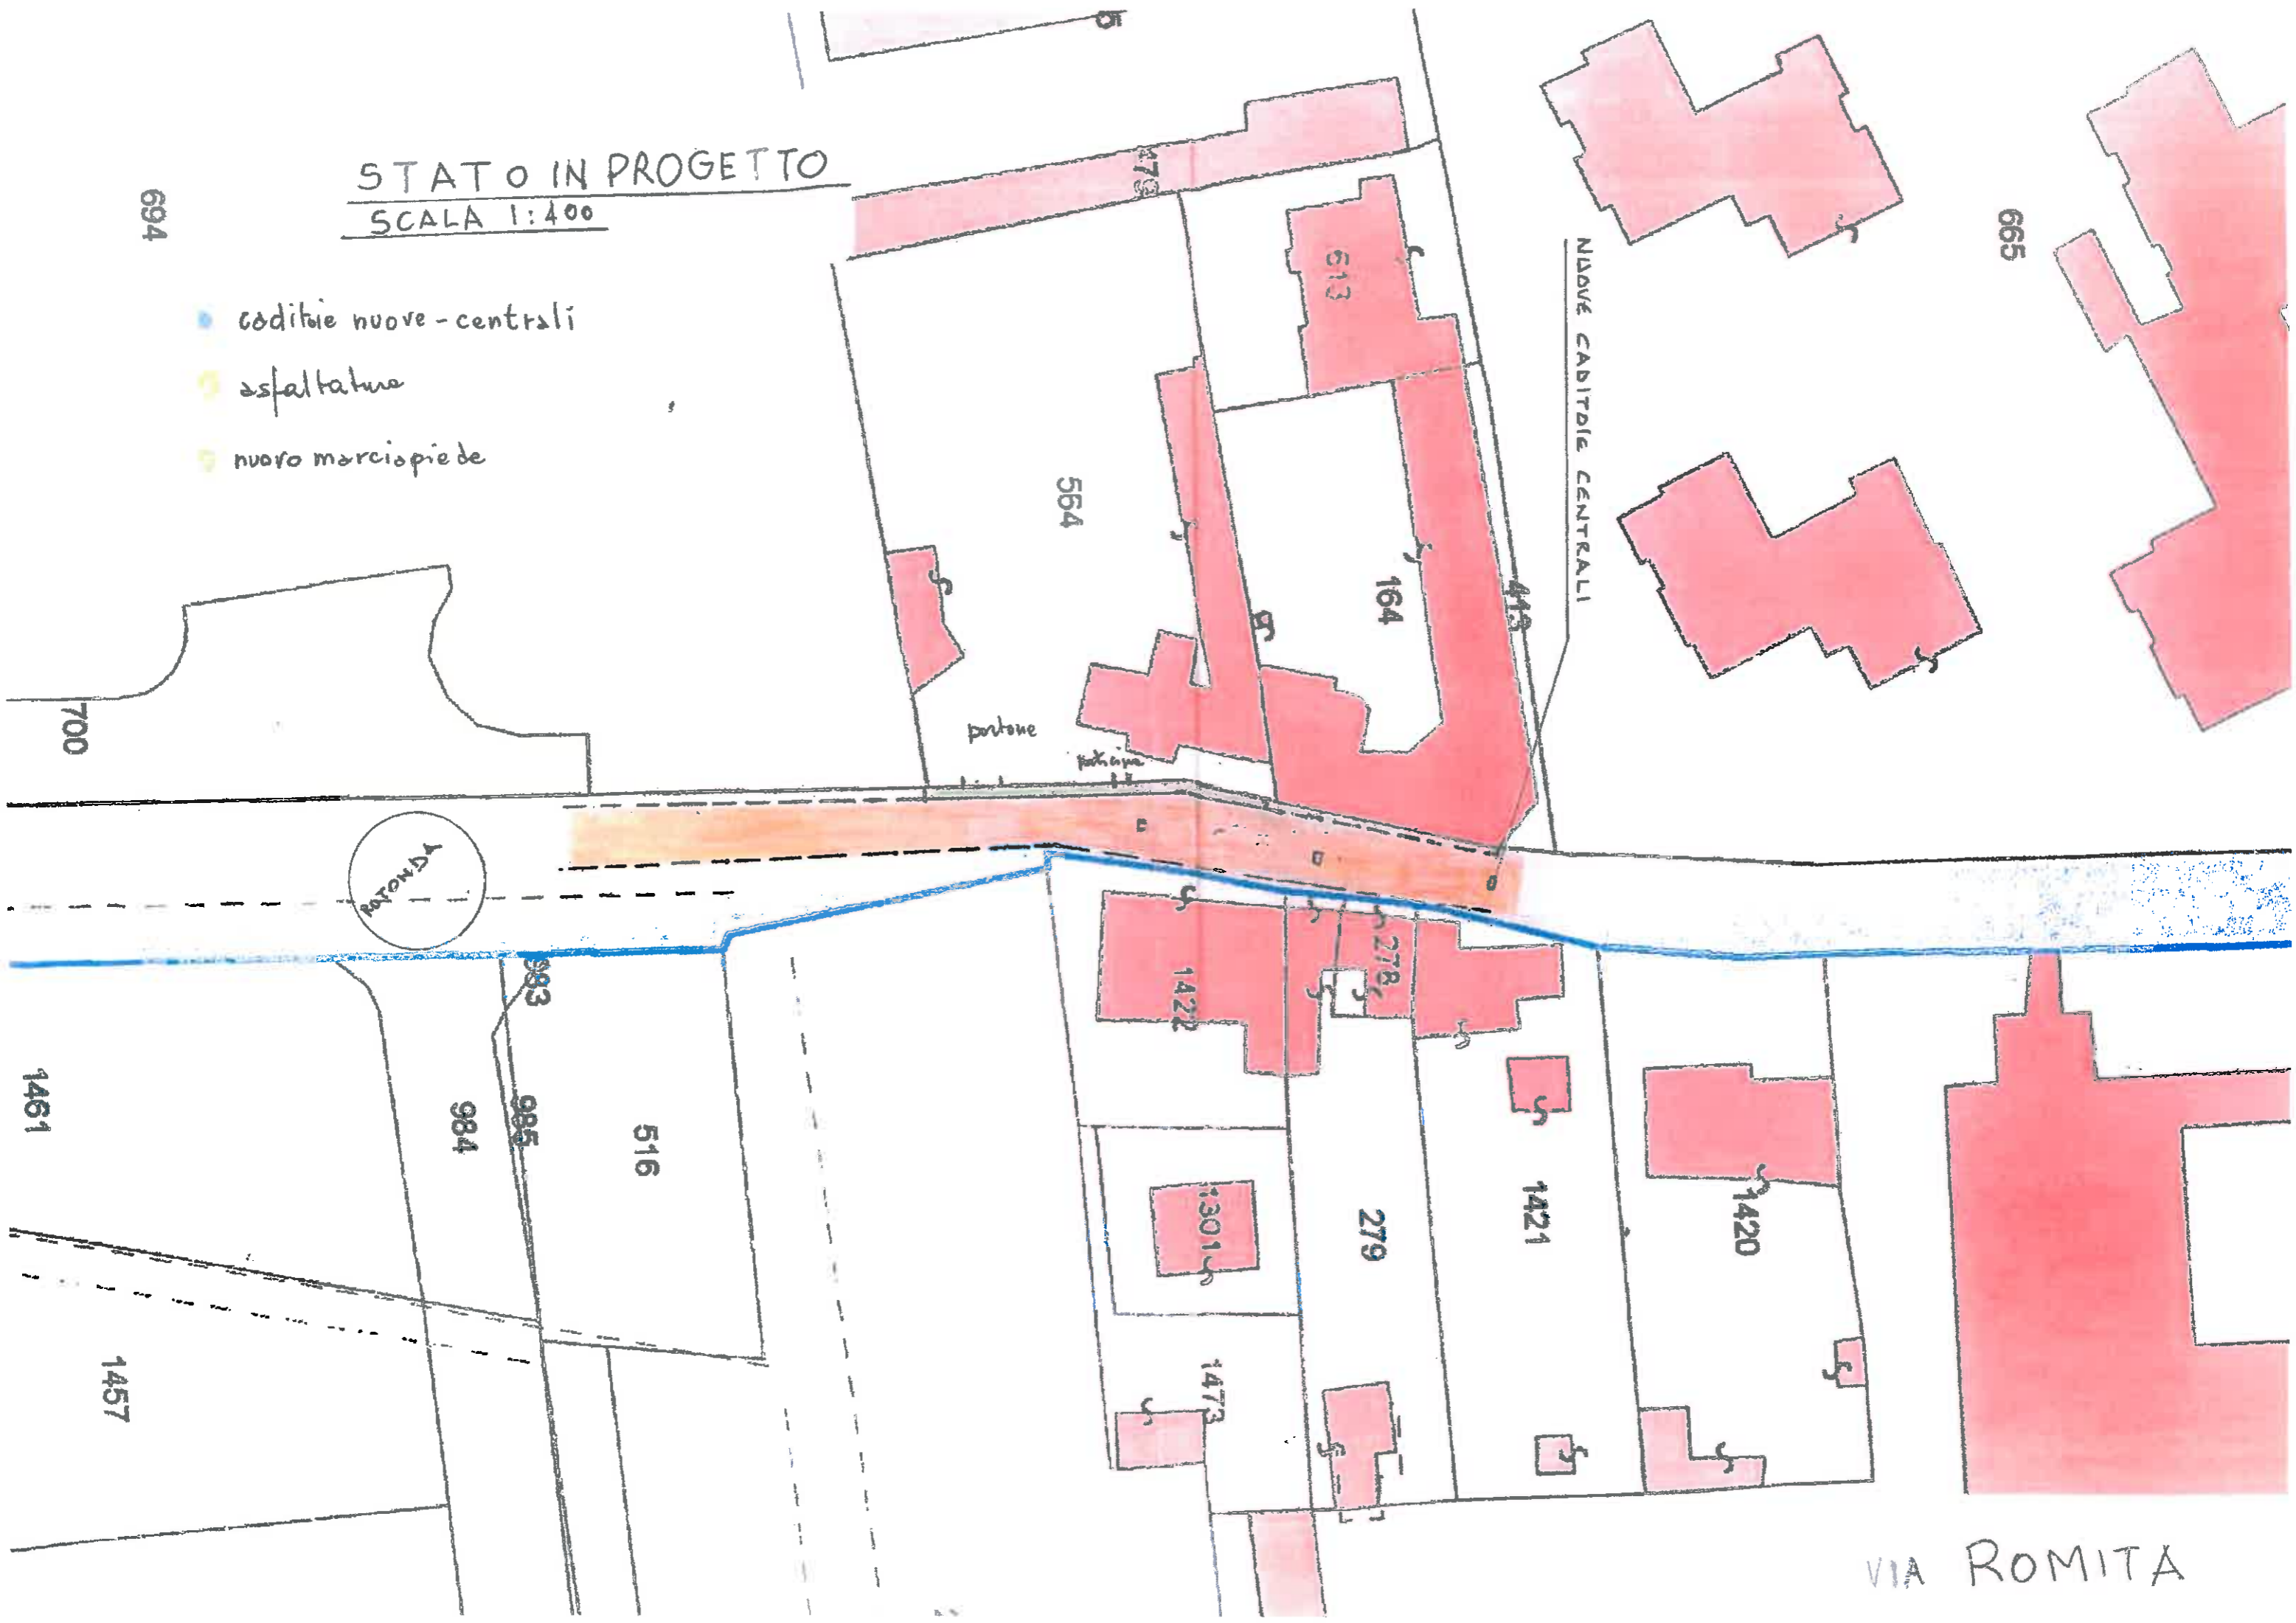 STATO IN PROGETTO
SCALA 1:400
caditoie nuove - centrali
asfaltatura
nuovo marciapiede
694
665
613
NUOVE CADITOIE CENTRALI
564
164
413
700
portone
ROTONDA
983
1422
278
1461
984
985
516
1301
279
1421
1420
1457
1473
VIA ROMITA